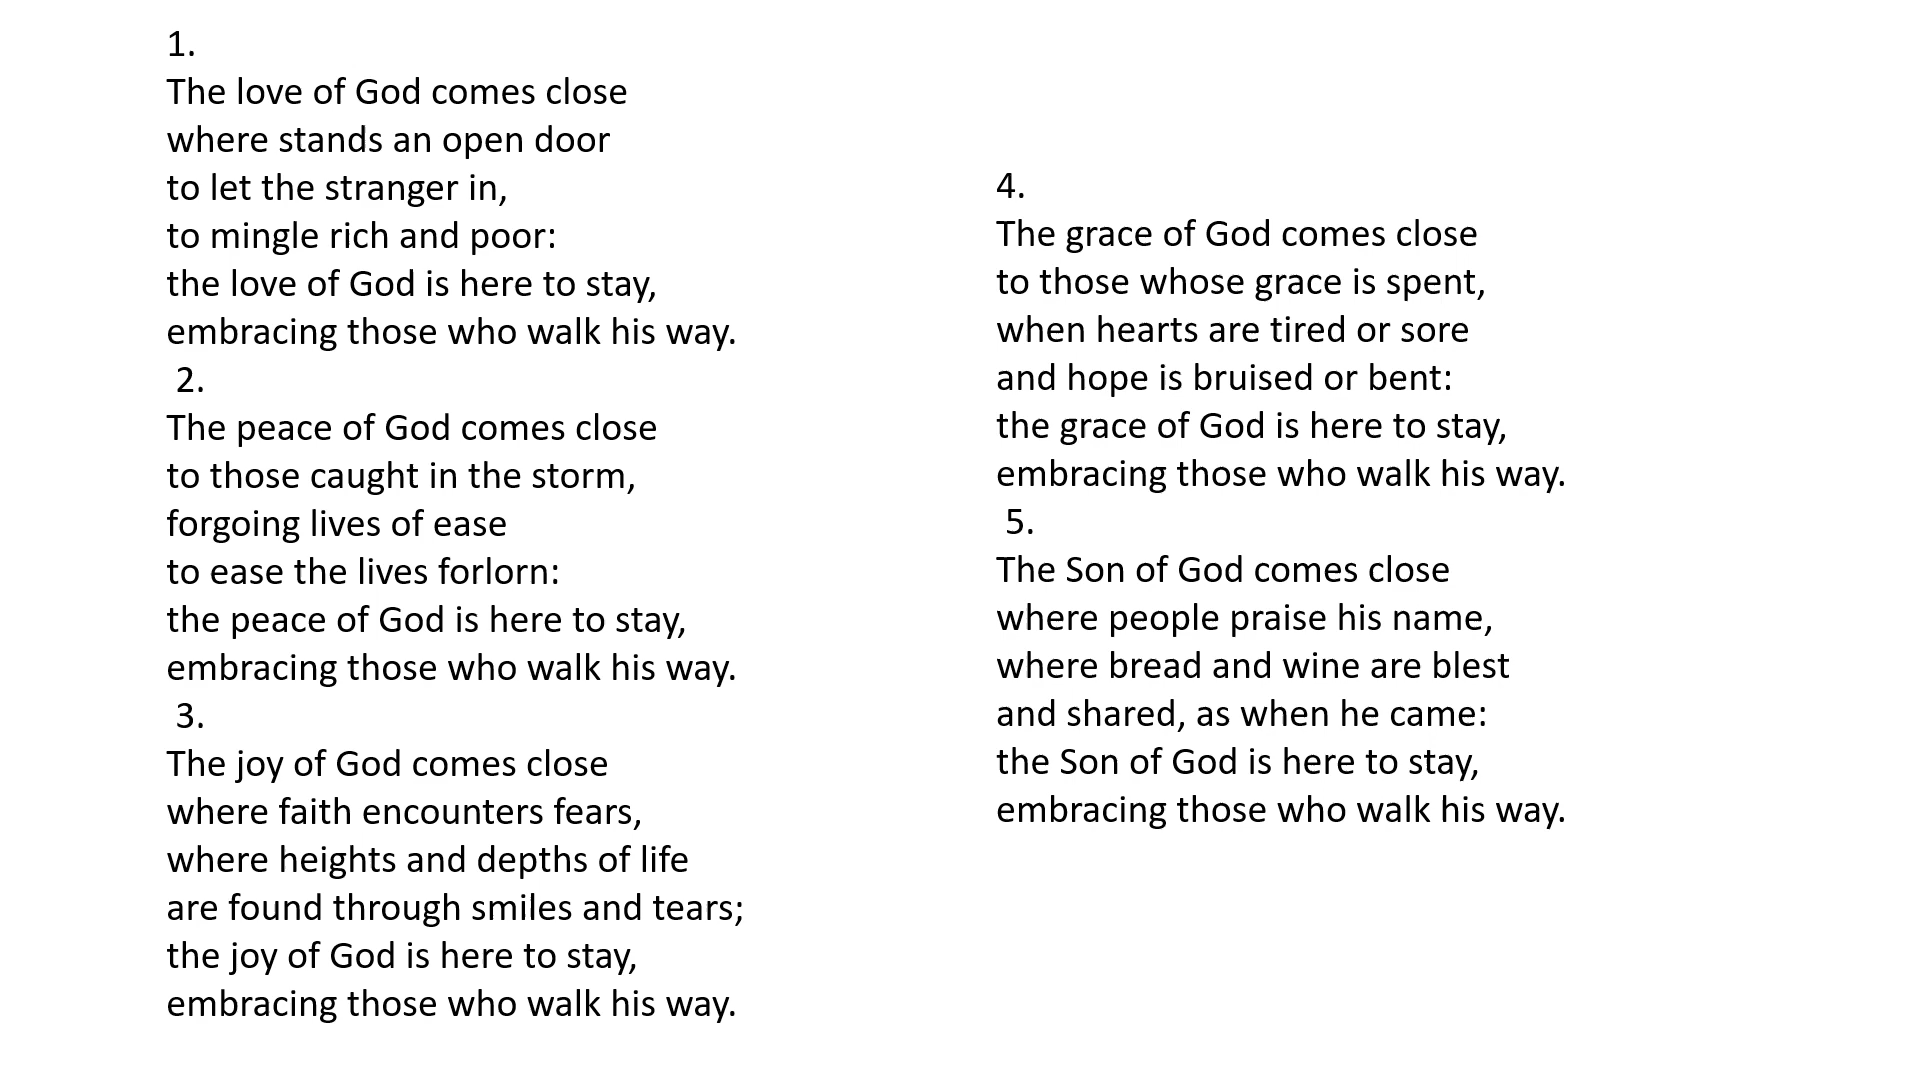 1.
The love of God comes close
where stands an open door
to let the stranger in,
to mingle rich and poor:
the love of God is here to stay,
embracing those who walk his way.
2.
The peace of God comes close
to those caught in the storm,
forgoing lives of ease
to ease the lives forlorn:
the peace of God is here to stay,
embracing those who walk his way.
3.
The joy of God comes close
where faith encounters fears,
where heights and depths of life
are found through smiles and tears;
the joy of God is here to stay,
embracing those who walk his way.
4.
The grace of God comes close
to those whose grace is spent,
when hearts are tired or sore
and hope is bruised or bent:
the grace of God is here to stay,
embracing those who walk his way.
5.
The Son of God comes close
where people praise his name,
where bread and wine are blest
and shared, as when he came:
the Son of God is here to stay,
embracing those who walk his way.